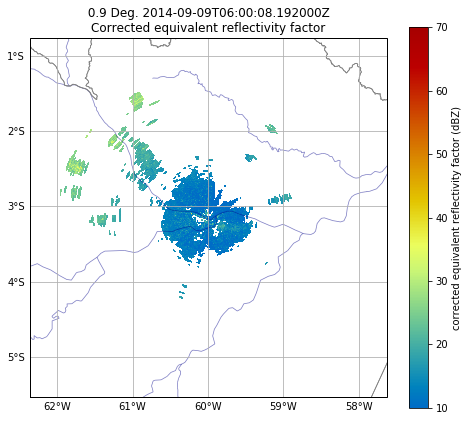 0.9 Deg. 2014-09-09T06:00:08.192000Z
Corrected equivalent reflectivity factor
1°S
2°S
3°S
4°S
5°S
62°W 61°W 60°W 59°W 58°W
70
60
50
40
30
20
10
corrected equivalent reflectivity factor (dBZ)